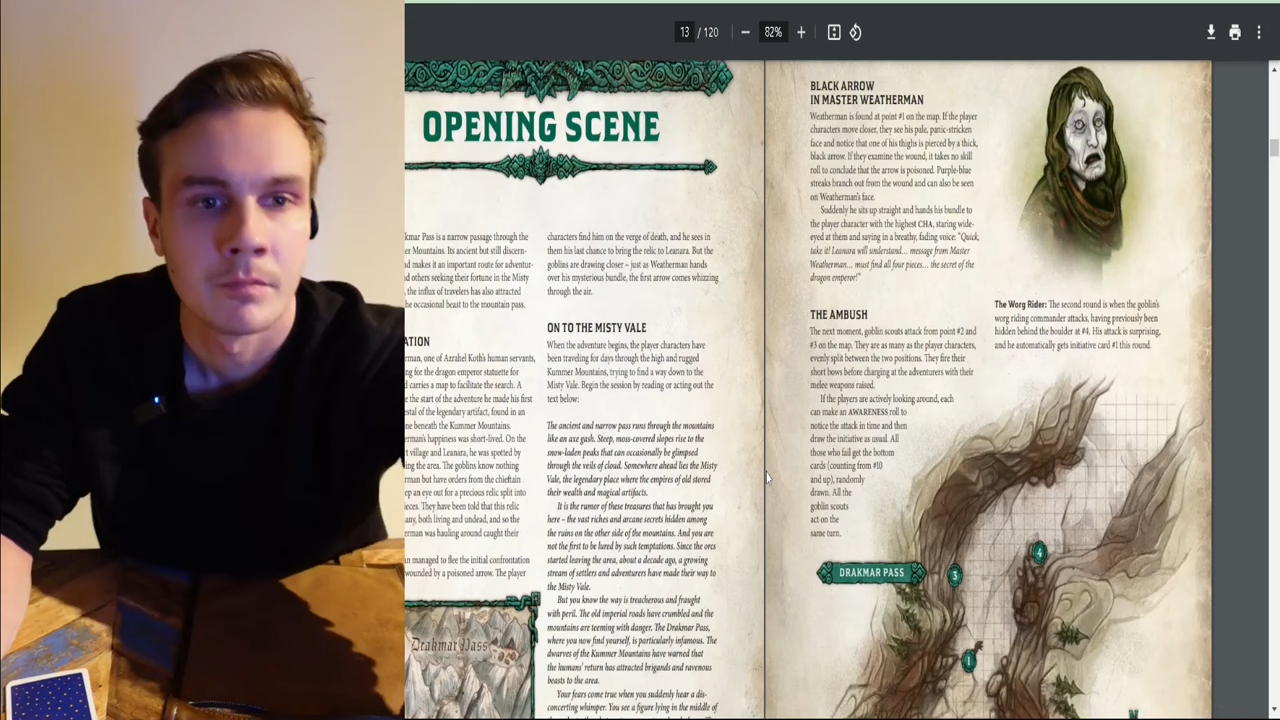 13 / 120
82%
OPENING SCENE
kmar Pass is a narrow passage through the
er Mountains. Its ancient but still discern-
d makes it an important route for adventur-
d others seeking their fortune in the Misty
, the influx of travelers has also attracted
he occasional beast to the mountain pass.
ATION
rman, one of Azrahel Koth's human servants,
ng for the dragon emperor statuette for
d carries a map to facilitate the search. A
e the start of the adventure he made his first
estal of the legendary artifact, found in an
ne beneath the Kummer Mountains.
erman's happiness was short-lived. On the
rt village and Leanara, he was spotted by
ing the area. The goblins know nothing
rman but have orders from the chieftain
ep an eye out for a precious relic split into
eces. They have been told that this relic
any, both living and undead, and so the
erman was hauling around caught their
n managed to flee the initial confrontation
wounded by a poisoned arrow. The player
Drakmar Pass
characters find him on the verge of death, and he sees in
them his last chance to bring the relic to Leanara. But the
goblins are drawing closer – just as Weatherman hands
over his mysterious bundle, the first arrow comes whizzing
through the air.
ON TO THE MISTY VALE
When the adventure begins, the player characters have
been traveling for days through the high and rugged
Kummer Mountains, trying to find a way down to the
Misty Vale. Begin the session by reading or acting out the
text below:
The ancient and narrow pass runs through the mountains
like an axe gash. Steep, moss-covered slopes rise to the
snow-laden peaks that can occasionally be glimpsed
through the veils of cloud. Somewhere ahead lies the Misty
Vale, the legendary place where the empires of old stored
their wealth and magical artifacts.
It is the rumor of these treasures that has brought you
here – the vast riches and arcane secrets hidden among
the ruins on the other side of the mountains. And you are
not the first to be lured by such temptations. Since the orcs
started leaving the area, about a decade ago, a growing
stream of settlers and adventurers have made their way to
the Misty Vale.
But you know the way is treacherous and fraught
with peril. The old imperial roads have crumbled and the
mountains are teeming with danger. The Drakmar Pass,
where you now find yourself, is particularly infamous. The
dwarves of the Kummer Mountains have warned that
the humans' return has attracted brigands and ravenous
beasts to the area.
Your fears come true when you suddenly hear a dis-
concerting whimper. You see a figure lying in the middle of
BLACK ARROW
IN MASTER WEATHERMAN
Weatherman is found at point #1 on the map. If the player
characters move closer, they see his pale, panic-stricken
face and notice that one of his thighs is pierced by a thick,
black arrow. If they examine the wound, it takes no skill
roll to conclude that the arrow is poisoned. Purple-blue
streaks branch out from the wound and can also be seen
on Weatherman's face.
Suddenly he sits up straight and hands his bundle to
the player character with the highest CHA, staring wide-
eyed at them and saying in a breathy, fading voice: "Quick,
take it! Leanara will understand... message from Master
Weatherman... must find all four pieces... the secret of the
dragon emperor!"
THE AMBUSH
The next moment, goblin scouts attack from point #2 and
#3 on the map. They are as many as the player characters,
evenly split between the two positions. They fire their
short bows before charging at the adventurers with their
melee weapons raised.
If the players are actively looking around, each
can make an AWARENESS roll to
notice the attack in time and then
draw the initiative as usual. All
those who fail get the bottom
cards (counting from #10
and up), randomly
drawn. All the
goblin scouts
act on the
same turn.
The Worg Rider: The second round is when the goblin's
worg riding commander attacks, having previously been
hidden behind the boulder at #4. His attack is surprising,
and he automatically gets initiative card #1 this round.
DRAKMAR PASS
3
4
1
N